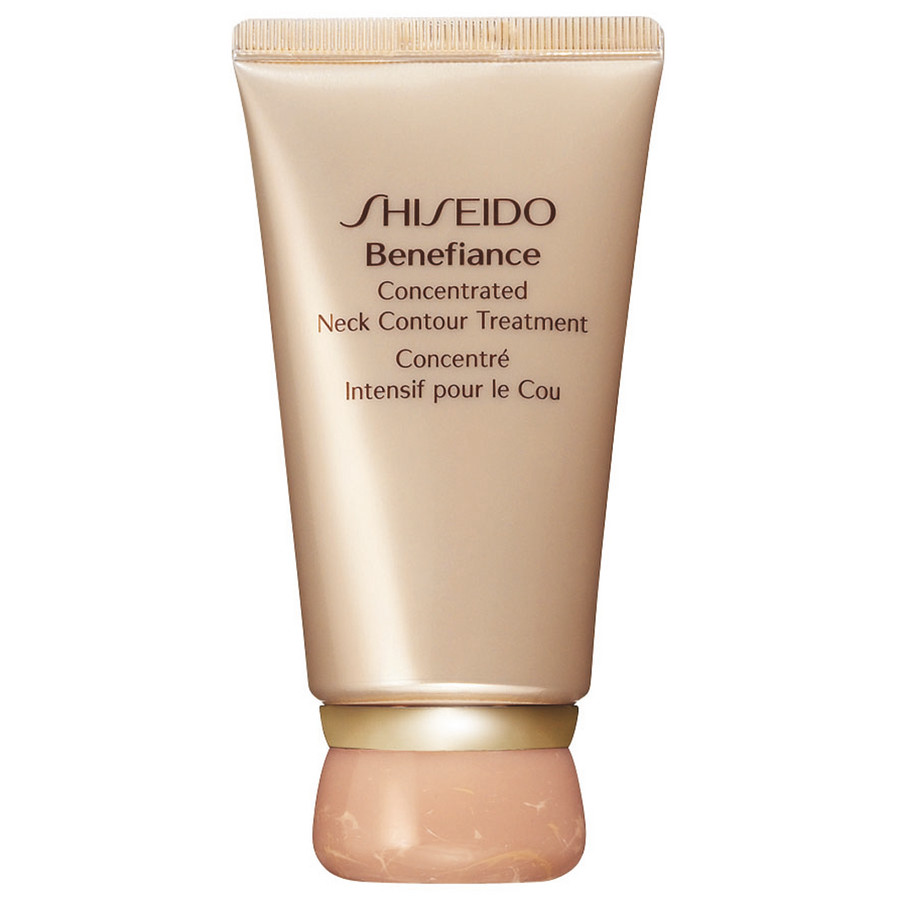 SHISEIDO
Benefiance
Concentrated
Neck Contour Treatment
Concentré
Intensif pour le Cou